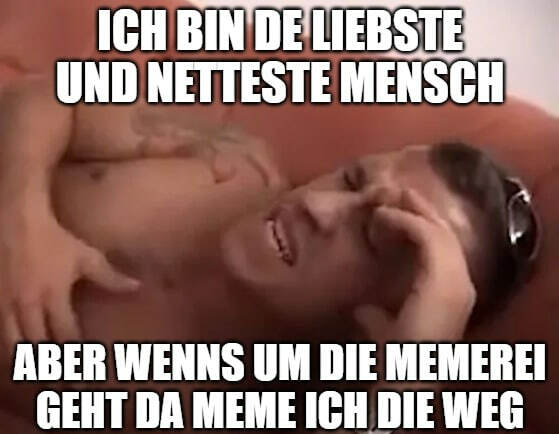 ICH BIN DE LIEBSTE
UND NETTESTE MENSCH
ABER WENNS UM DIE MEMEREI
GEHT DA MEME ICH DIE WEG